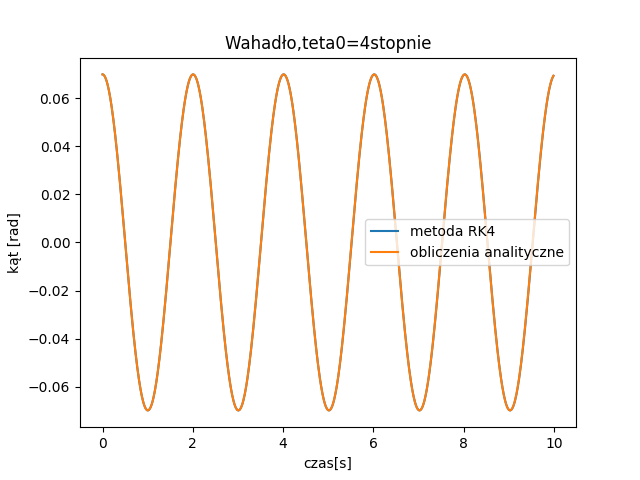 Wahadło,teta0=4stopnie
kąt [rad]
0.06
0.04
0.02
0.00
−0.02
−0.04
−0.06
metoda RK4
obliczenia analityczne
0 2 4 6 8 10
czas[s]